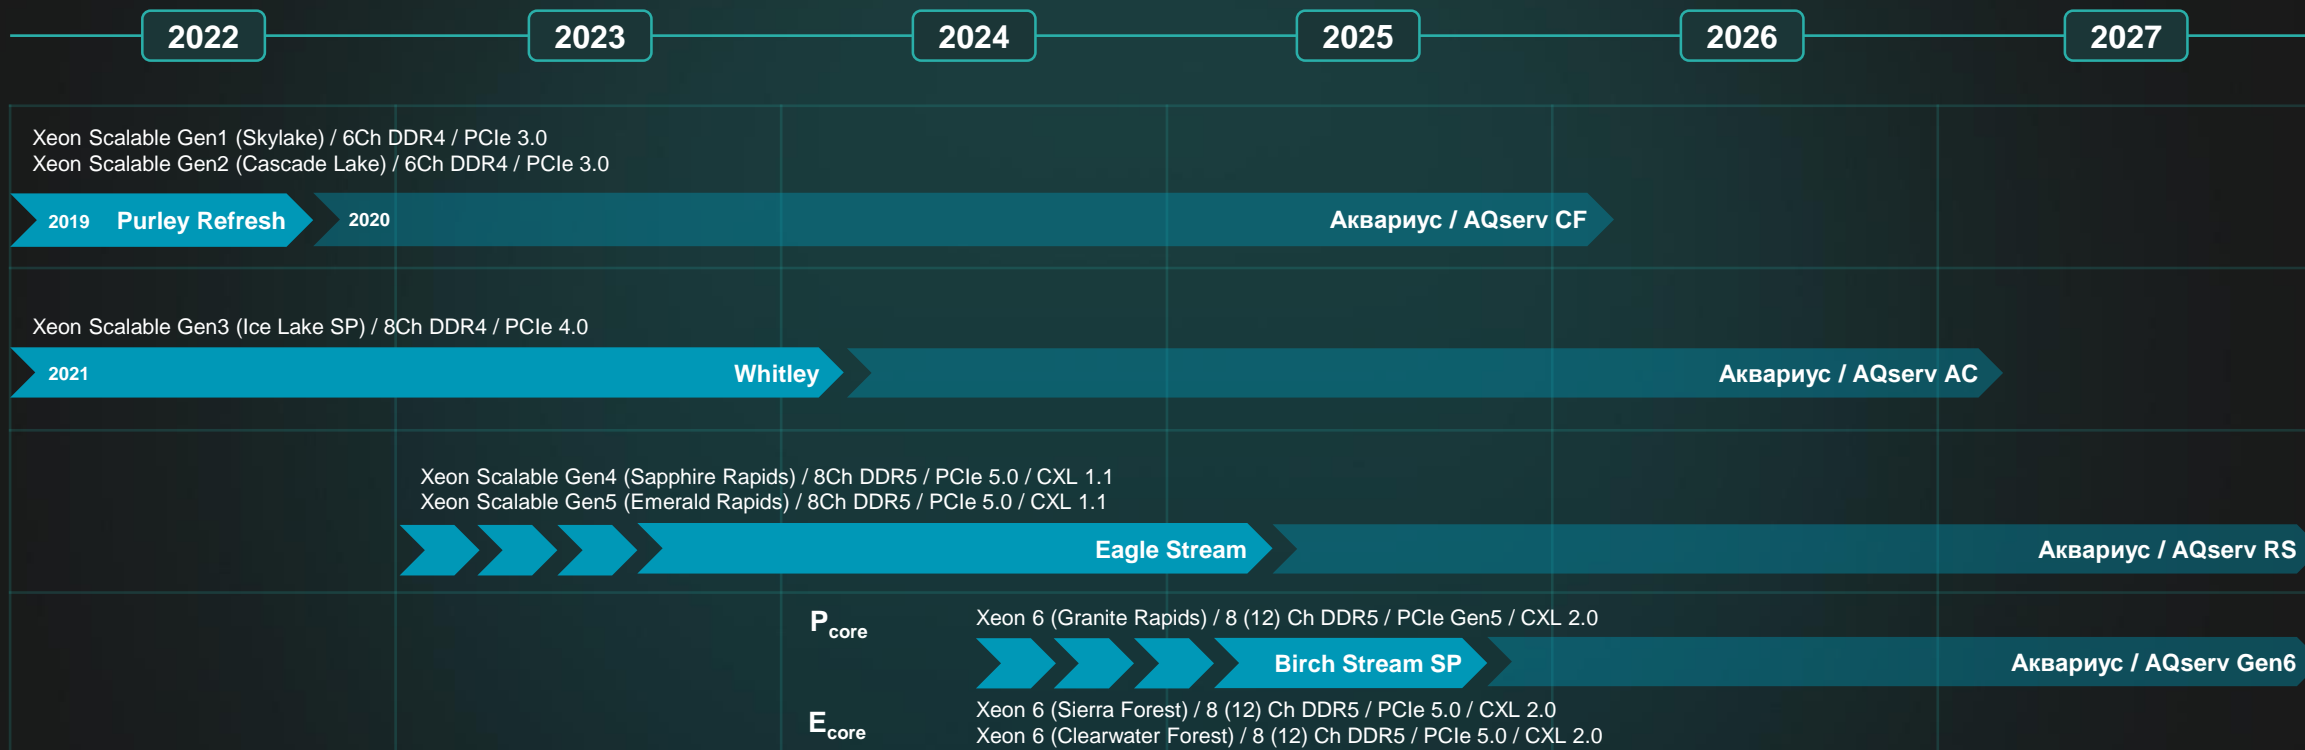 2022 2023 2024 2025 2026 2027
Xeon Scalable Gen1 (Skylake) / 6Ch DDR4 / PCIe 3.0
Xeon Scalable Gen2 (Cascade Lake) / 6Ch DDR4 / PCIe 3.0
2019 Purley Refresh 2020 Аквариус / AQserv CF
Xeon Scalable Gen3 (Ice Lake SP) / 8Ch DDR4 / PCIe 4.0
2021 Whitley Аквариус / AQserv AC
Xeon Scalable Gen4 (Sapphire Rapids) / 8Ch DDR5 / PCIe 5.0 / CXL 1.1
Xeon Scalable Gen5 (Emerald Rapids) / 8Ch DDR5 / PCIe 5.0 / CXL 1.1
Eagle Stream Аквариус / AQserv RS
Pcore Xeon 6 (Granite Rapids) / 8 (12) Ch DDR5 / PCIe Gen5 / CXL 2.0
Birch Stream SP Аквариус / AQserv Gen6
Ecore Xeon 6 (Sierra Forest) / 8 (12) Ch DDR5 / PCIe 5.0 / CXL 2.0
Xeon 6 (Clearwater Forest) / 8 (12) Ch DDR5 / PCIe 5.0 / CXL 2.0